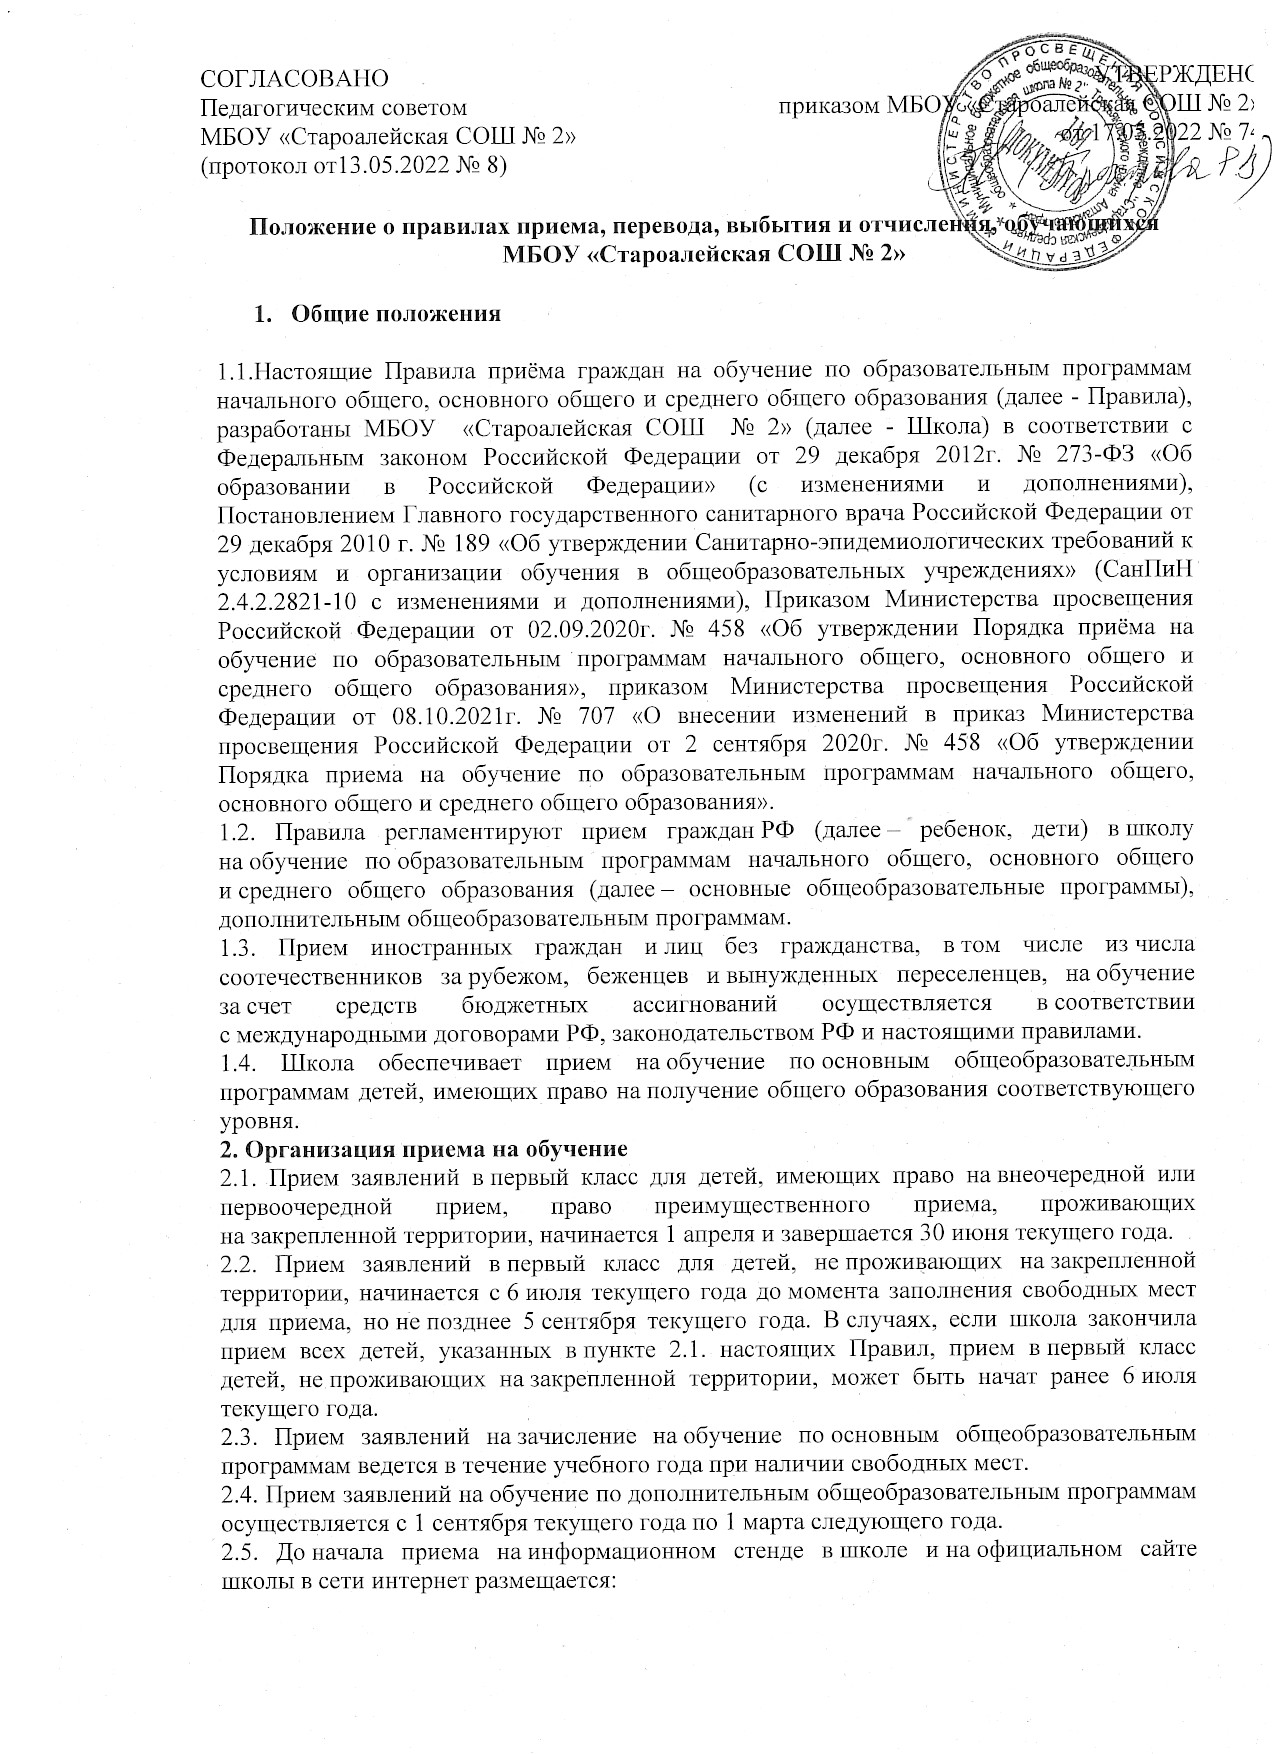 СОГЛАСОВАНО
Педагогическим советом
МБОУ «Староалейская СОШ № 2»
(протокол от13.05.2022 № 8)
УТВЕРЖДЕНО
приказом МБОУ «Староалейская СОШ № 2»
от 17.05.2022 № 74
МИНИСТЕРСТВО ПРОСВЕЩЕНИЯ РОССИЙСКОЙ ФЕДЕРАЦИИ
Муниципальное бюджетное общеобразовательное учреждение
Положение о правилах приема, перевода, выбытия и отчисления, обучающихся
МБОУ «Староалейская СОШ № 2»
1. Общие положения
1.1.Настоящие Правила приёма граждан на обучение по образовательным программам
начального общего, основного общего и среднего общего образования (далее - Правила),
разработаны МБОУ «Староалейская СОШ № 2» (далее - Школа) в соответствии с
Федеральным законом Российской Федерации от 29 декабря 2012г. № 273-ФЗ «Об
образовании в Российской Федерации» (с изменениями и дополнениями),
Постановлением Главного государственного санитарного врача Российской Федерации от
29 декабря 2010 г. № 189 «Об утверждении Санитарно-эпидемиологических требований к
условиям и организации обучения в общеобразовательных учреждениях» (СанПиН
2.4.2.2821-10 с изменениями и дополнениями), Приказом Министерства просвещения
Российской Федерации от 02.09.2020г. № 458 «Об утверждении Порядка приёма на
обучение по образовательным программам начального общего, основного общего и
среднего общего образования», приказом Министерства просвещения Российской
Федерации от 08.10.2021г. № 707 «О внесении изменений в приказ Министерства
просвещения Российской Федерации от 2 сентября 2020г. № 458 «Об утверждении
Порядка приема на обучение по образовательным программам начального общего,
основного общего и среднего общего образования».
1.2. Правила регламентируют прием граждан РФ (далее – ребенок, дети) в школу
на обучение по образовательным программам начального общего, основного общего
и среднего общего образования (далее – основные общеобразовательные программы),
дополнительным общеобразовательным программам.
1.3. Прием иностранных граждан и лиц без гражданства, в том числе из числа
соотечественников за рубежом, беженцев и вынужденных переселенцев, на обучение
за счет средств бюджетных ассигнований осуществляется в соответствии
с международными договорами РФ, законодательством РФ и настоящими правилами.
1.4. Школа обеспечивает прием на обучение по основным общеобразовательным
программам детей, имеющих право на получение общего образования соответствующего
уровня.
2. Организация приема на обучение
2.1. Прием заявлений в первый класс для детей, имеющих право на внеочередной или
первоочередной прием, право преимущественного приема, проживающих
на закрепленной территории, начинается 1 апреля и завершается 30 июня текущего года.
2.2. Прием заявлений в первый класс для детей, не проживающих на закрепленной
территории, начинается с 6 июля текущего года до момента заполнения свободных мест
для приема, но не позднее 5 сентября текущего года. В случаях, если школа закончила
прием всех детей, указанных в пункте 2.1. настоящих Правил, прием в первый класс
детей, не проживающих на закрепленной территории, может быть начат ранее 6 июля
текущего года.
2.3. Прием заявлений на зачисление на обучение по основным общеобразовательным
программам ведется в течение учебного года при наличии свободных мест.
2.4. Прием заявлений на обучение по дополнительным общеобразовательным программам
осуществляется с 1 сентября текущего года по 1 марта следующего года.
2.5. До начала приема на информационном стенде в школе и на официальном сайте
школы в сети интернет размещается: